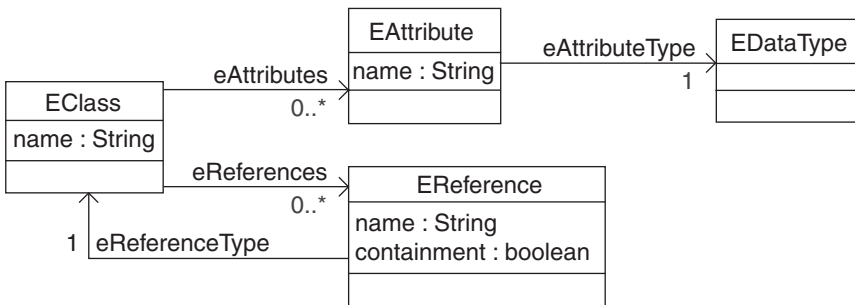 EAttribute
name : String
eAttributeType
1
EDataType
eAttributes
0..*
EClass
name : String
eReferences
0..*
EReference
name : String
containment : boolean
1
eReferenceType